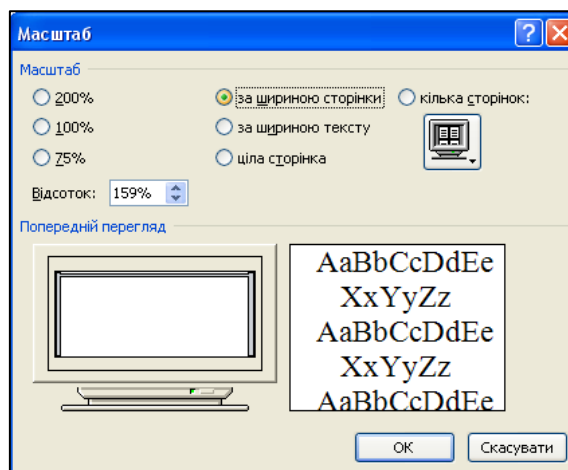 Масштаб
Масштаб
200% за шириною сторінки кілька сторінок:
100% за шириною тексту
75% ціла сторінка
Відсоток: 159%
Попередній перегляд
AaBbCcDdEe
XxYyZz
AaBbCcDdEe
XxYyZz
AaBbCcDdEe
ОК Скасувати